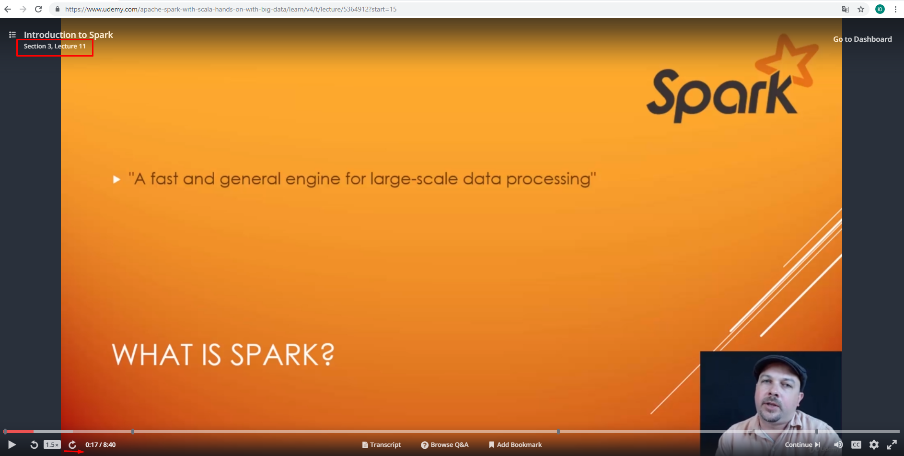 https://www.udemy.com/apache-spark-with-scala-hands-on-with-big-data/learn/v4/t/lecture/5364912?start=15
Introduction to Spark
Section 3, Lecture 11
Go to Dashboard
Spark
"A fast and general engine for large-scale data processing"
WHAT IS SPARK?
1.5x
0:17 / 8:40
Transcript
Browse Q&A
Add Bookmark
Continue
CC